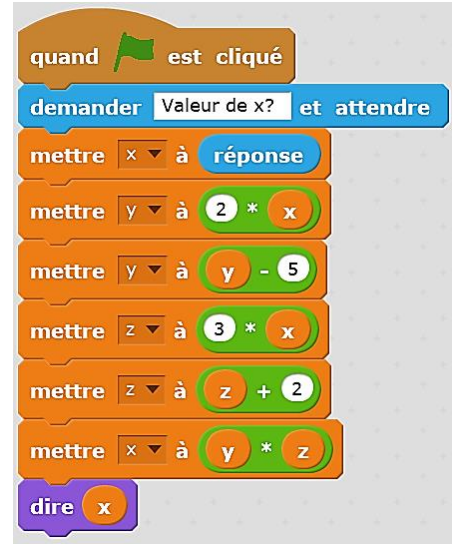 quand est cliqué
demander Valeur de x? et attendre
mettre x à réponse
mettre y à 2 * x
mettre y à y - 5
mettre z à 3 * x
mettre z à z + 2
mettre x à y * z
dire x